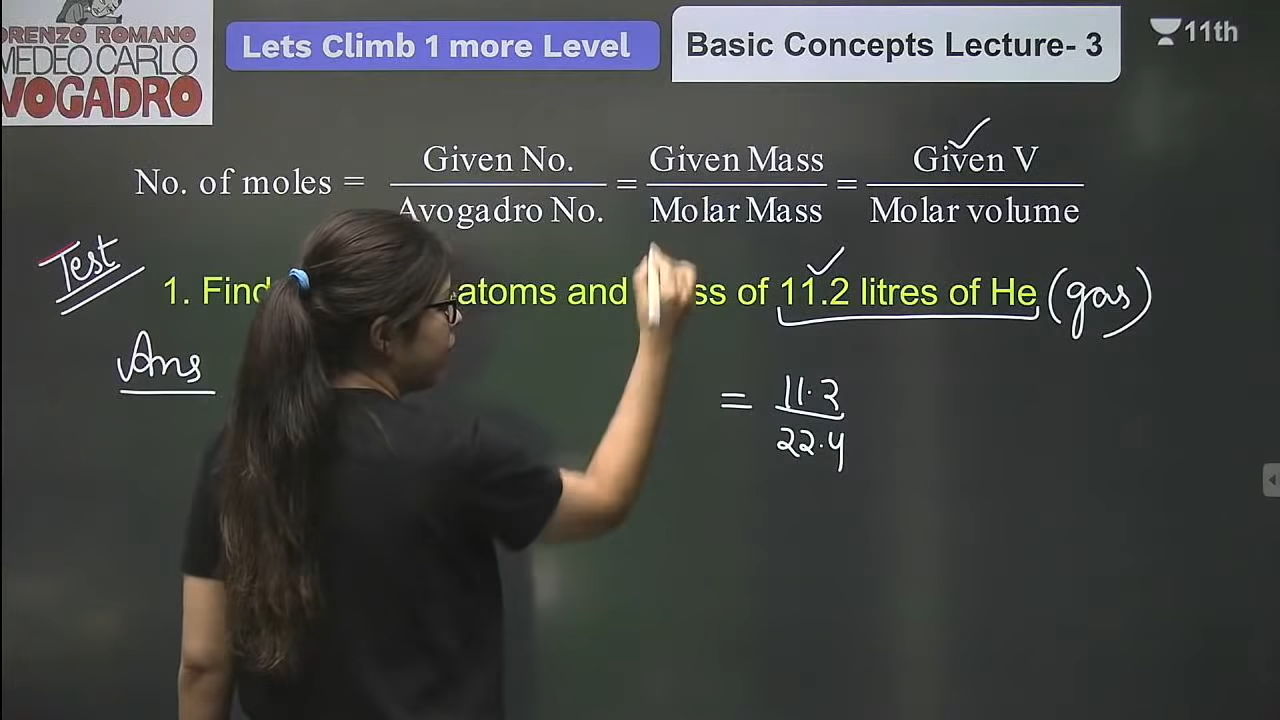 ORENZO ROMANO
MEDEO CARLO
VOGADRO
Lets Climb 1 more Level
Basic Concepts Lecture- 3
11th
No. of moles = Given No. / Avogadro No. = Given Mass / Molar Mass = Given V / Molar volume
Test
1. Find atoms and ss of 11.2 litres of He (gas)
Ans
= 11.2 / 22.4